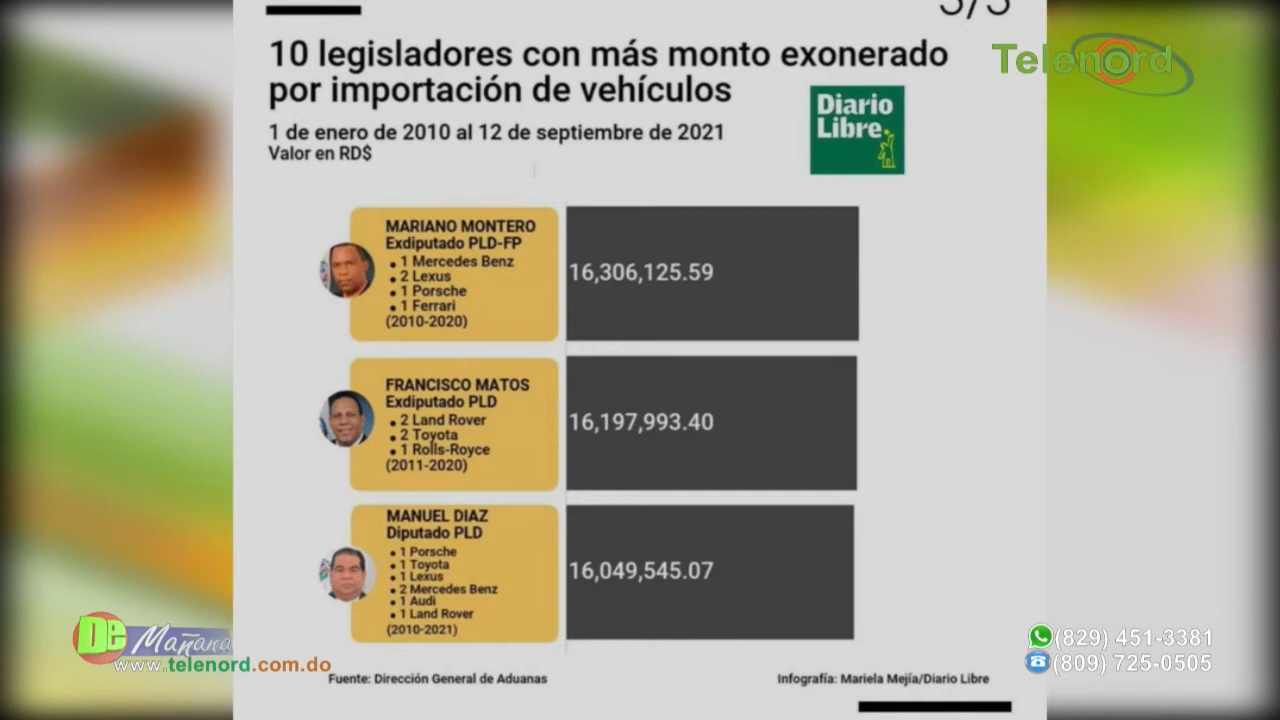 3/3
10 legisladores con más monto exonerado
por importación de vehículos
1 de enero de 2010 al 12 de septiembre de 2021
Valor en RD$
Diario
Libre
Telenord
MARIANO MONTERO
Exdiputado PLD-FP
• 1 Mercedes Benz
• 2 Lexus
• 1 Porsche
• 1 Ferrari
(2010-2020)
16,306,125.59
FRANCISCO MATOS
Exdiputado PLD
• 2 Land Rover
• 2 Toyota
• 1 Rolls-Royce
(2011-2020)
16,197,993.40
MANUEL DIAZ
Diputado PLD
• 1 Porsche
• 1 Toyota
• 1 Lexus
• 2 Mercedes Benz
• 1 Audi
• 1 Land Rover
(2010-2021)
16,049,545.07
Fuente: Dirección General de Aduanas
Infografía: Mariela Mejía/Diario Libre
De Mañana
www.telenord.com.do
(829) 451-3381
(809) 725-0505